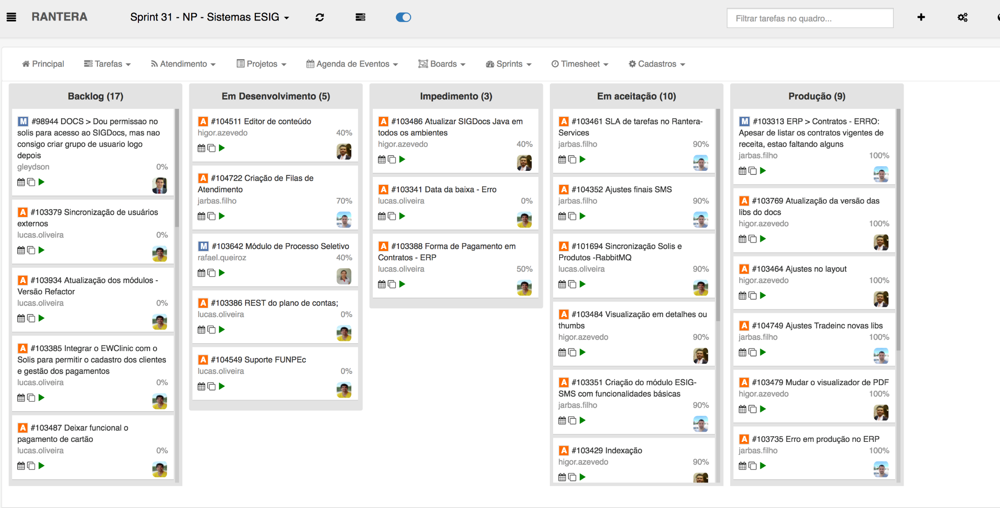 RANTERA
Sprint 31 - NP - Sistemas ESIG
Filtrar tarefas no quadro...
Principal
Tarefas
Atendimento
Projetos
Agenda de Eventos
Boards
Sprints
Timesheet
Cadastros
Backlog (17)
M #98944 DOCS > Dou permissao no
solis para acesso ao SIGDocs, mas nao
consigo criar grupo de usuario logo
depois
gleydson 0%
A #103379 Sincronização de usuários
externos
lucas.oliveira 0%
A #103934 Atualização dos módulos -
Versão Refactor
lucas.oliveira 0%
A #103385 Integrar o EWClinic com o
Solis para permitir o cadastro dos clientes
e gestão dos pagamentos
lucas.oliveira 0%
A #103487 Deixar funcional o
pagamento de cartão
lucas.oliveira 0%
Em Desenvolvimento (5)
A #104511 Editor de conteúdo
higor.azevedo 40%
A #104722 Criação de Filas de
Atendimento
jarbas.filho 70%
M #103642 Módulo de Processo Seletivo
rafael.queiroz 40%
A #103386 REST do plano de contas;
lucas.oliveira 0%
A #104549 Suporte FUNPEc
lucas.oliveira 0%
Impedimento (3)
A #103486 Atualizar SIGDocs Java em
todos os ambientes
higor.azevedo 40%
A #103341 Data da baixa - Erro
lucas.oliveira 0%
A #103388 Forma de Pagamento em
Contratos - ERP
lucas.oliveira 50%
Em aceitação (10)
A #103461 SLA de tarefas no Rantera-
Services
jarbas.filho 90%
A #104352 Ajustes finais SMS
jarbas.filho 90%
A #101694 Sincronização Solis e
Produtos -RabbitMQ
lucas.oliveira 90%
A #103484 Visualização em detalhes ou
thumbs
higor.azevedo 90%
A #103351 Criação do módulo ESIG-
SMS com funcionalidades básicas
jarbas.filho 90%
A #103429 Indexação
higor.azevedo 90%
Produção (9)
M #103313 ERP > Contratos - ERRO:
Apesar de listar os contratos vigentes de
receita, estao faltando alguns
jarbas.filho 100%
A #103769 Atualização da versão das
libs do docs
higor.azevedo 100%
A #103464 Ajustes no layout
higor.azevedo 100%
A #104749 Ajustes Tradeinc novas libs
jarbas.filho 100%
A #103479 Mudar o visualizador de PDF
higor.azevedo 100%
A #103735 Erro em produção no ERP
jarbas.filho 100%